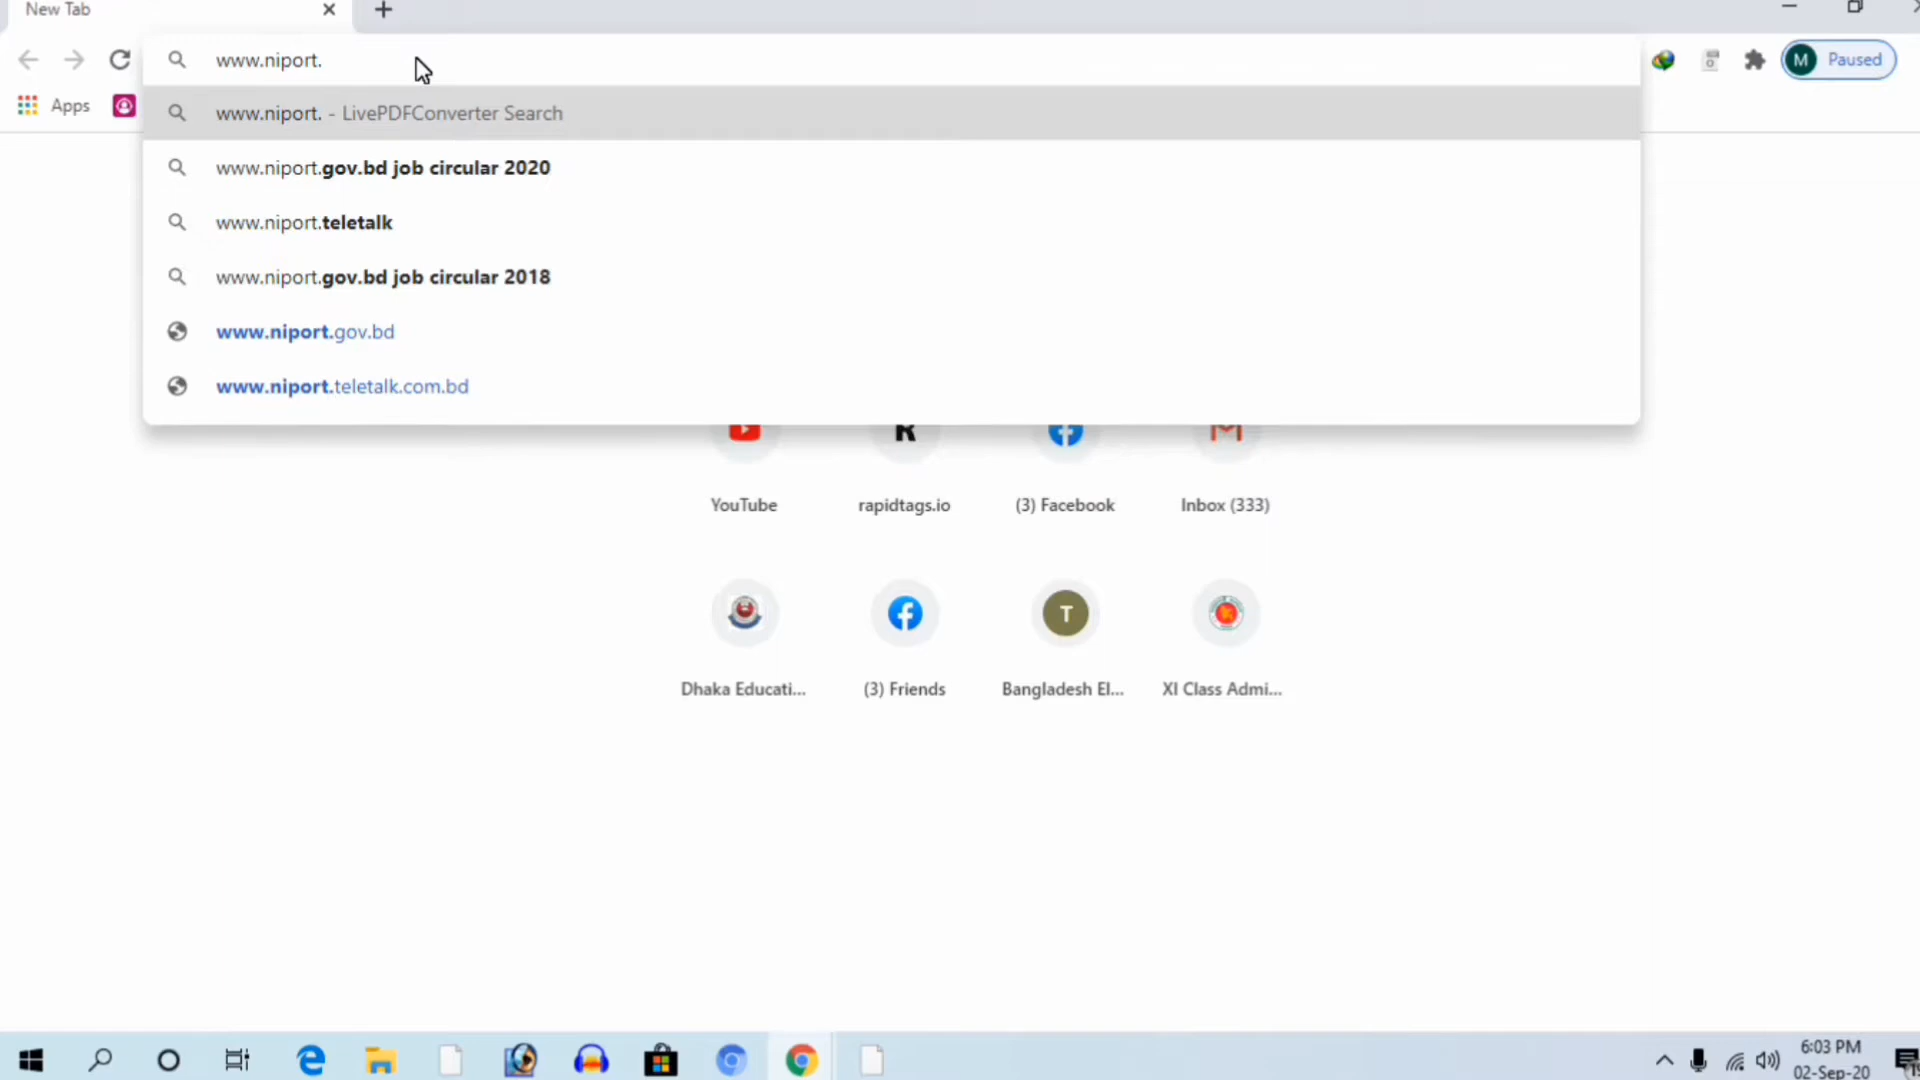 New Tab
www.niport.
Paused
M
Apps
www.niport. - LivePDFConverter Search
www.niport.gov.bd job circular 2020
www.niport.teletalk
www.niport.gov.bd job circular 2018
www.niport.gov.bd
www.niport.teletalk.com.bd
YouTube
rapidtags.io
(3) Facebook
Inbox (333)
T
Dhaka Educati...
(3) Friends
Bangladesh El...
XI Class Admi...
6:03 PM
02-Sep-20